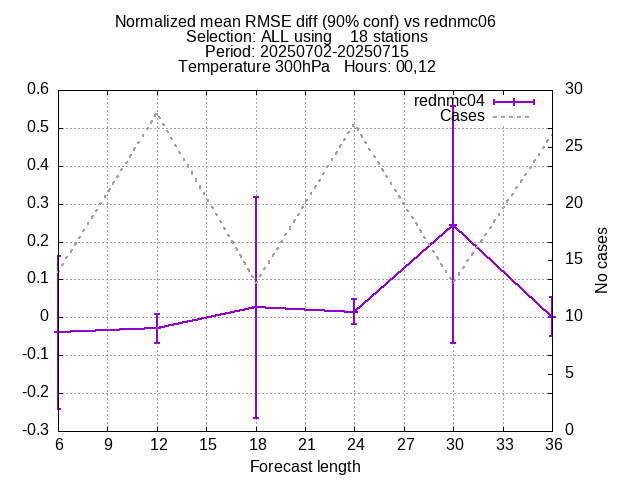 Normalized mean RMSE diff (90% conf) vs rednmc06
Selection: ALL using 18 stations
Period: 20250702-20250715
Temperature 300hPa Hours: 00,12
rednmc04
Cases
0.6
0.5
0.4
0.3
0.2
0.1
0
-0.1
-0.2
-0.3
30
25
20
15
10
5
0
No cases
6 9 12 15 18 21 24 27 30 33 36
Forecast length